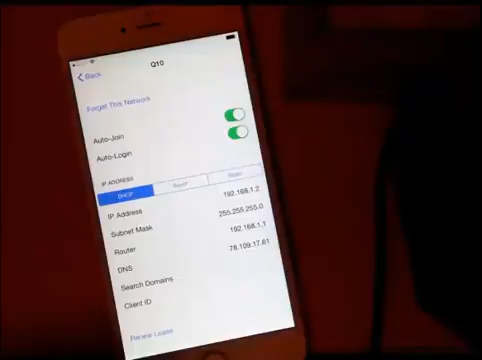 Back
Q10
Forget This Network
Auto-Join
Auto-Login
IP ADDRESS
DHCP BootP Static
IP Address 192.168.1.2
Subnet Mask 255.255.255.0
Router 192.168.1.1
DNS 78.109.17.61
Search Domains
Client ID
Renew Lease